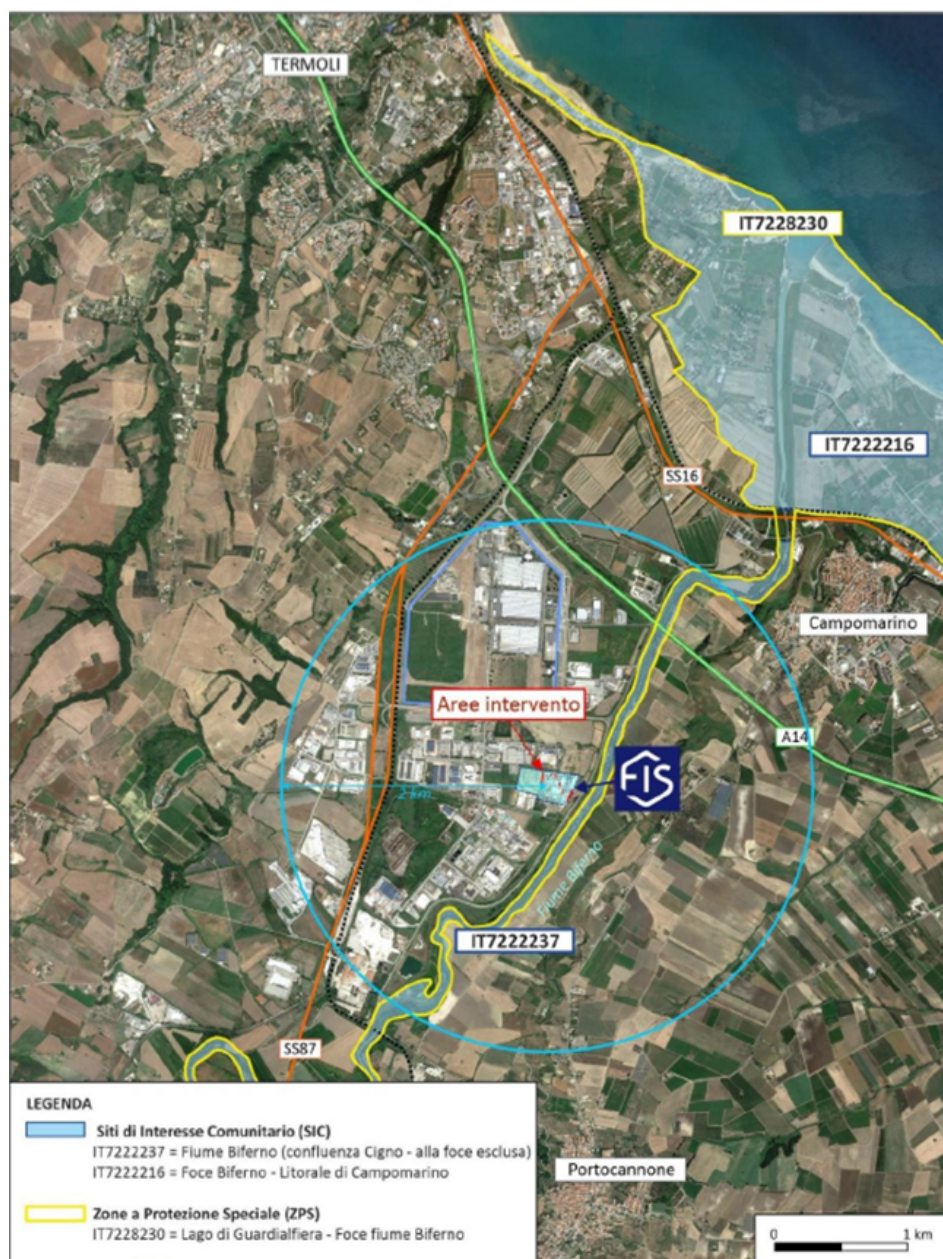 TERMOLI
IT7228230
IT7222216
SS16
Campomarino
Aree intervento
A14
FIS
2 km
Fiume Biferno
IT7222237
SS87
Portocannone
LEGENDA
Siti di Interesse Comunitario (SIC)
IT7222237 = Fiume Biferno (confluenza Cigno - alla foce esclusa)
IT7222216 = Foce Biferno - Litorale di Campomarino
Zone a Protezione Speciale (ZPS)
IT7228230 = Lago di Guardialfiera - Foce fiume Biferno
0 1 km